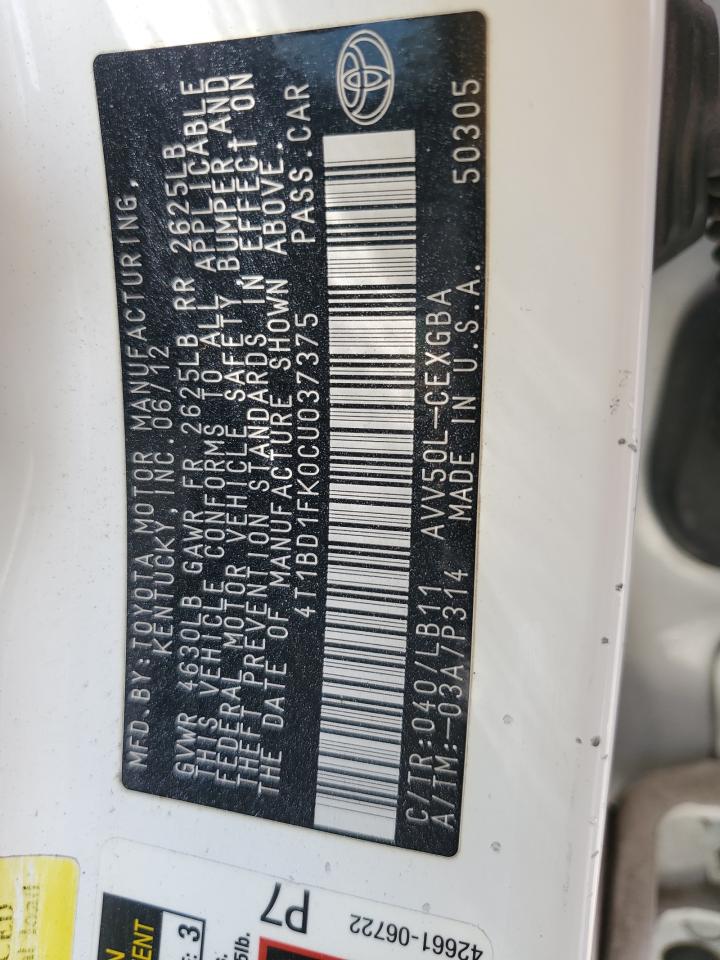 MFD.BY:TOYOTA MOTOR MANUFACTURING,
KENTUCKY,INC.06/12
GVWR 4630LB GAWR FR 2625LB RR 2625LB
THIS VEHICLE CONFORMS TO ALL APPLICABLE
FEDERAL MOTOR VEHICLE SAFETY,BUMPER,AND
THEFT PREVENTION STANDARDS IN EFFECT ON
THE DATE OF MANUFACTURE SHOWN ABOVE.
4T1BD1FK0CU037375 PASS.CAR
C/TR:040/LB11 AVV50L-CEXGBA
A/TM:-03A/P314 MADE IN U.S.A. 50305
P7
42661-06722
3